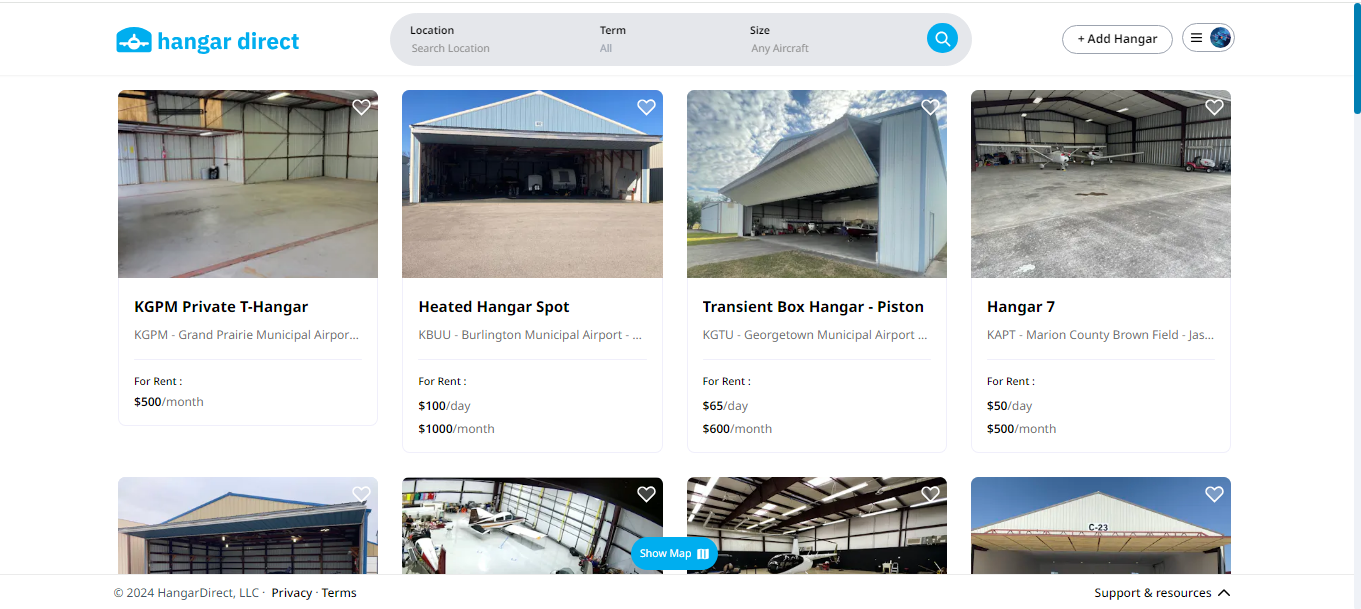 hangar direct
Location
Search Location
Term
All
Size
Any Aircraft
+ Add Hangar
KGPM Private T-Hangar
KGPM - Grand Prairie Municipal Airpor...
For Rent :
$500/month
Heated Hangar Spot
KBUU - Burlington Municipal Airport - ...
For Rent :
$100/day
$1000/month
Transient Box Hangar - Piston
KGTU - Georgetown Municipal Airport ...
For Rent :
$65/day
$600/month
Hangar 7
KAPT - Marion County Brown Field - Jas...
For Rent :
$50/day
$500/month
C-23
Show Map
© 2024 HangarDirect, LLC · Privacy · Terms
Support & resources